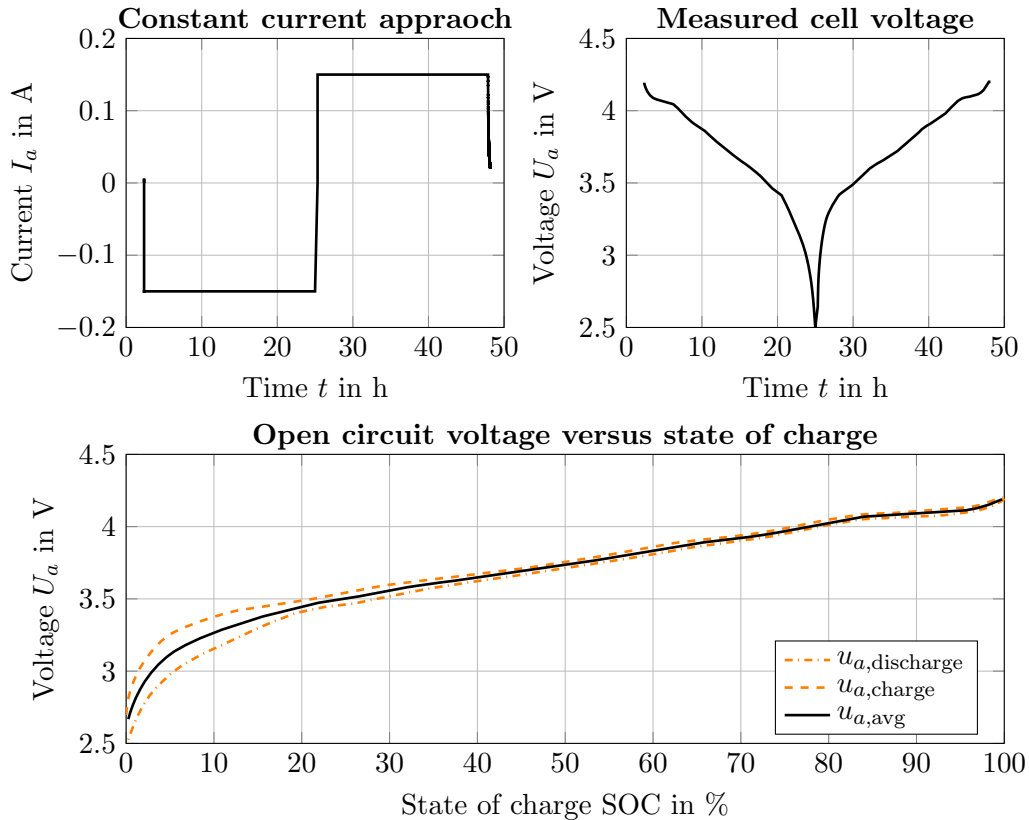 Constant current appraoch
Current I_a in A
0.2
0.1
0
−0.1
−0.2
0 10 20 30 40 50
Time t in h
Measured cell voltage
Voltage U_a in V
4.5
4
3.5
3
2.5
0 10 20 30 40 50
Time t in h
Open circuit voltage versus state of charge
Voltage U_a in V
4.5
4
3.5
3
2.5
0 10 20 30 40 50 60 70 80 90 100
State of charge SOC in %
u_a,discharge
u_a,charge
u_a,avg